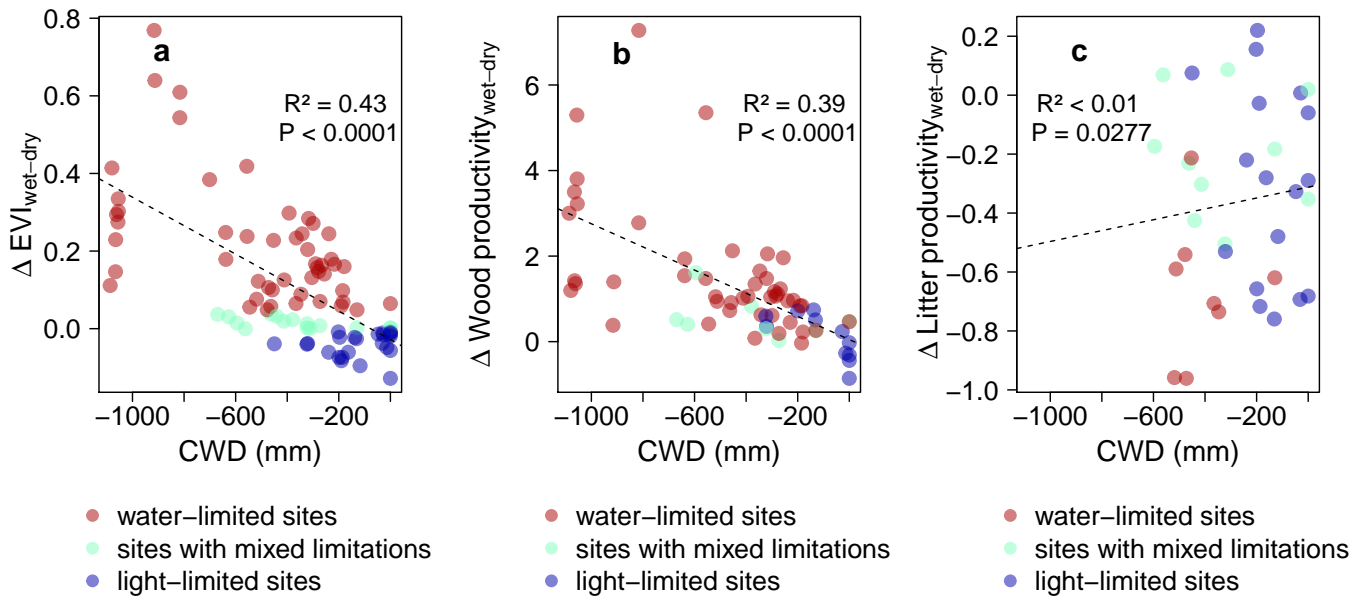 a
R² = 0.43
P < 0.0001
Δ EVIwet−dry
0.8
0.6
0.4
0.2
0.0
−1000
−600
−200
CWD (mm)
water−limited sites
sites with mixed limitations
light−limited sites
b
R² = 0.39
P < 0.0001
Δ Wood productivitywet−dry
6
4
2
0
−1000
−600
−200
CWD (mm)
water−limited sites
sites with mixed limitations
light−limited sites
c
R² < 0.01
P = 0.0277
Δ Litter productivitywet−dry
0.2
0.0
−0.2
−0.4
−0.6
−0.8
−1.0
−1000
−600
−200
CWD (mm)
water−limited sites
sites with mixed limitations
light−limited sites